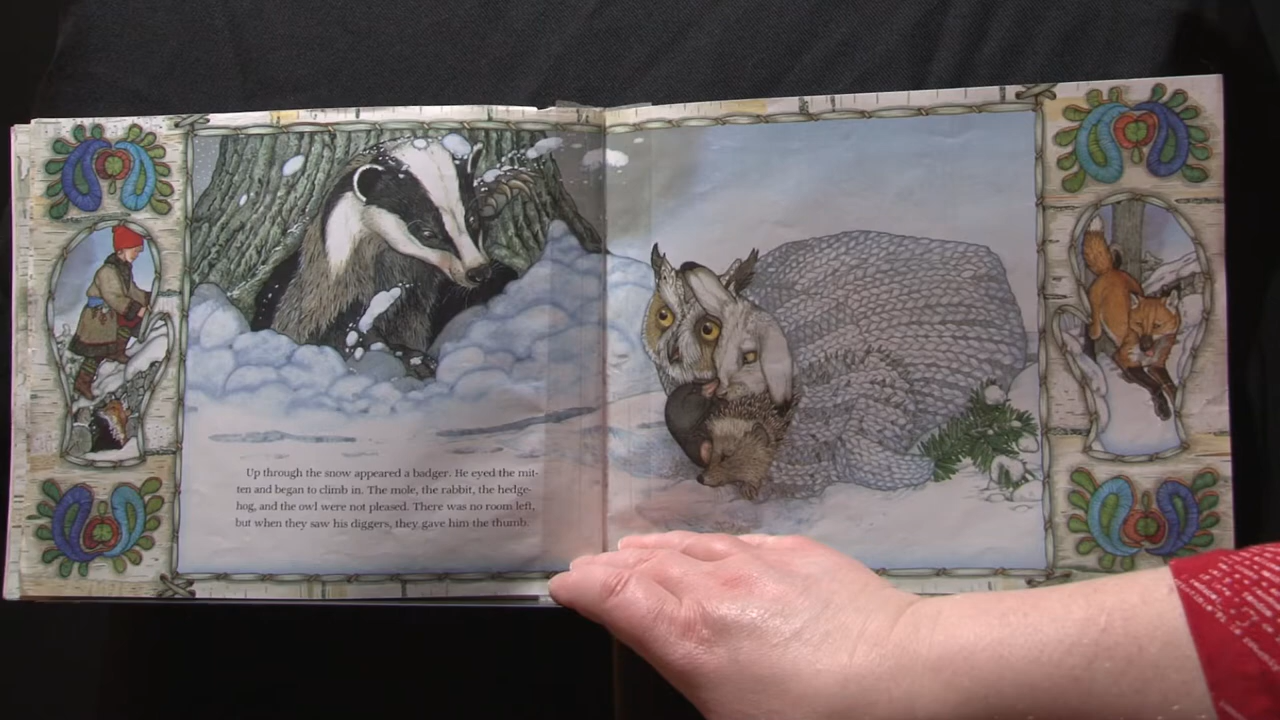 Up through the snow appeared a badger. He eyed the mit-
ten and began to climb in. The mole, the rabbit, the hedge-
hog, and the owl were not pleased. There was no room left,
but when they saw his diggers, they gave him the thumb.